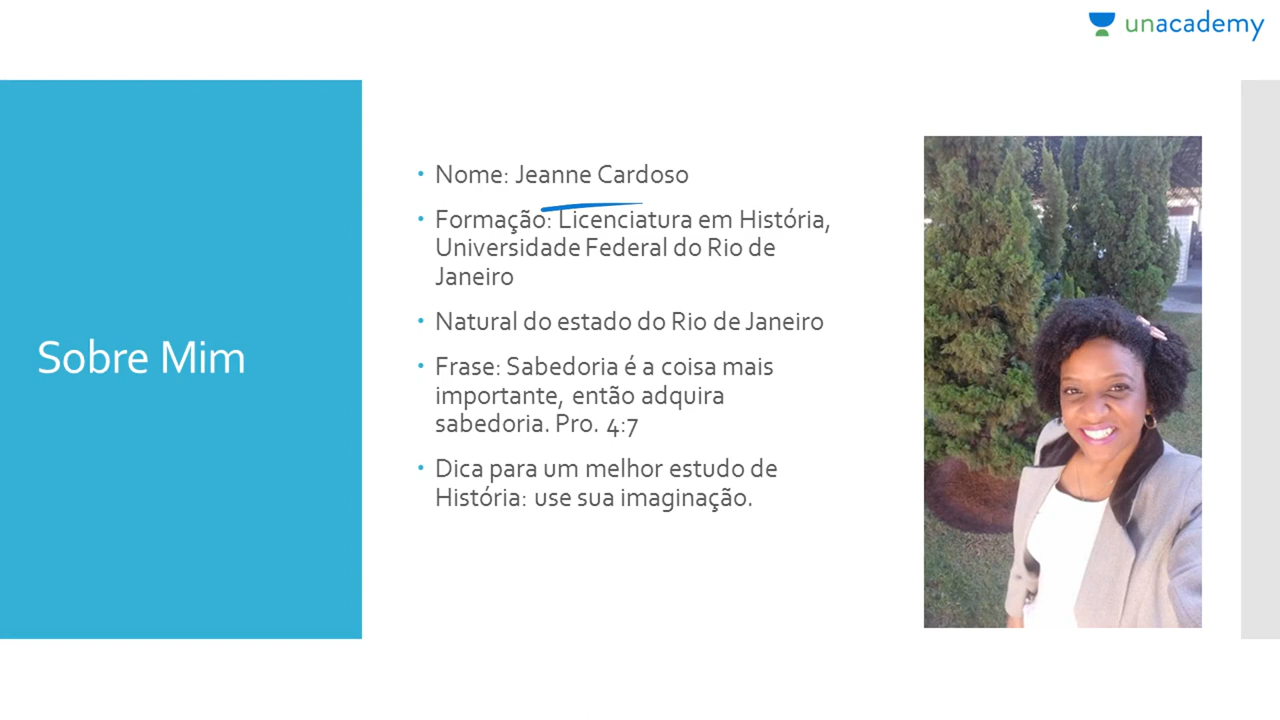 unacademy
Sobre Mim
• Nome: Jeanne Cardoso
• Formação: Licenciatura em História,
Universidade Federal do Rio de
Janeiro
• Natural do estado do Rio de Janeiro
• Frase: Sabedoria é a coisa mais
importante, então adquira
sabedoria. Pro. 4:7
• Dica para um melhor estudo de
História: use sua imaginação.